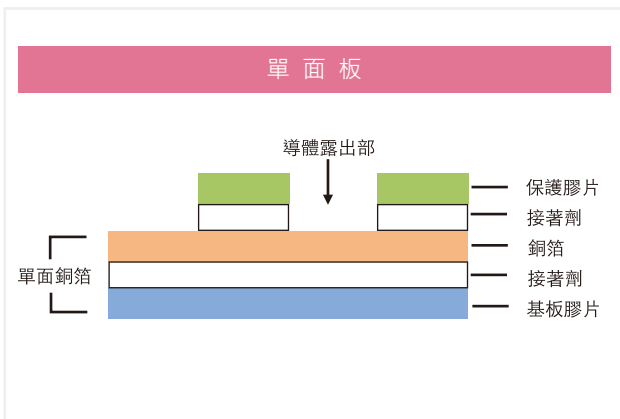 單面板
導體露出部
保護膠片
接著劑
銅箔
單面銅箔
接著劑
基板膠片